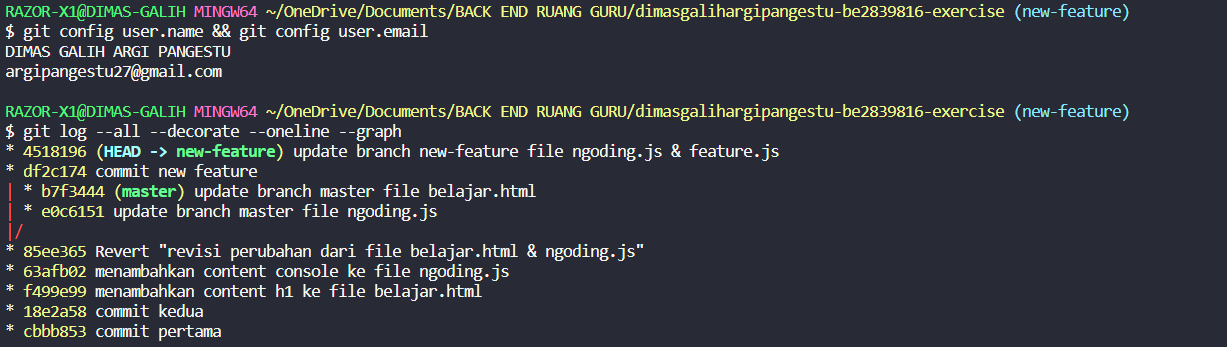 RAZOR-X1@DIMAS-GALIH MINGW64 ~/OneDrive/Documents/BACK END RUANG GURU/dimasgalihargipangestu-be2839816-exercise (new-feature)
$ git config user.name && git config user.email
DIMAS GALIH ARGI PANGESTU
argipangestu27@gmail.com

RAZOR-X1@DIMAS-GALIH MINGW64 ~/OneDrive/Documents/BACK END RUANG GURU/dimasgalihargipangestu-be2839816-exercise (new-feature)
$ git log --all --decorate --oneline --graph
* 4518196 (HEAD -> new-feature) update branch new-feature file ngoding.js & feature.js
* df2c174 commit new feature
| * b7f3444 (master) update branch master file belajar.html
| * e0c6151 update branch master file ngoding.js
|/
* 85ee365 Revert "revisi perubahan dari file belajar.html & ngoding.js"
* 63afb02 menambahkan content console ke file ngoding.js
* f499e99 menambahkan content h1 ke file belajar.html
* 18e2a58 commit kedua
* cbbb853 commit pertama